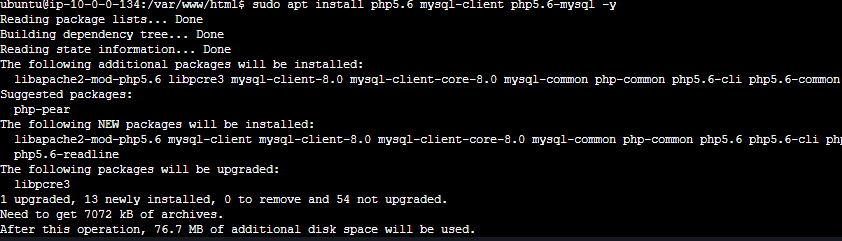 ubuntu@ip-10-0-0-134:/var/www/html$ sudo apt install php5.6 mysql-client php5.6-mysql -y
Reading package lists... Done
Building dependency tree... Done
Reading state information... Done
The following additional packages will be installed:
  libapache2-mod-php5.6 libpcre3 mysql-client-8.0 mysql-client-core-8.0 mysql-common php-common php5.6-cli php5.6-common
Suggested packages:
  php-pear
The following NEW packages will be installed:
  libapache2-mod-php5.6 mysql-client mysql-client-8.0 mysql-client-core-8.0 mysql-common php-common php5.6 php5.6-cli
  php5.6-readline
The following packages will be upgraded:
  libpcre3
1 upgraded, 13 newly installed, 0 to remove and 54 not upgraded.
Need to get 7072 kB of archives.
After this operation, 76.7 MB of additional disk space will be used.